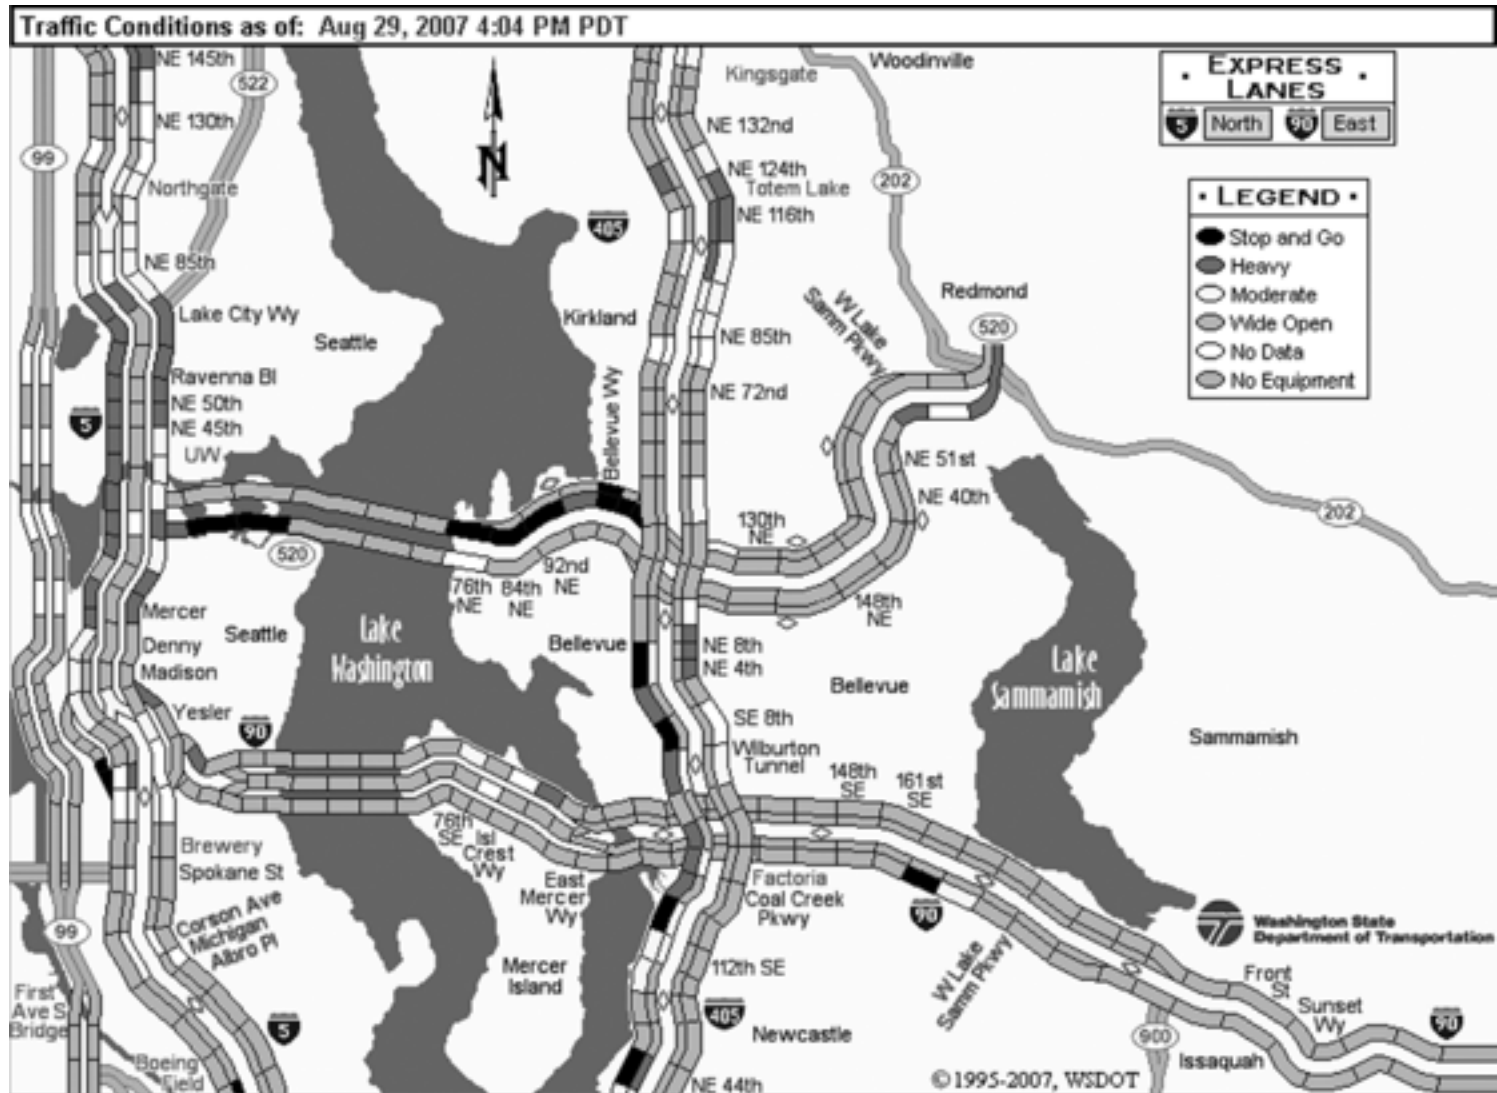 Traffic Conditions as of: Aug 29, 2007 4:04 PM PDT
NE 145th
522
NE 130th
99
Northgate
NE 85th
Lake City Wy
Seattle
Ravenna Bl
NE 50th
NE 45th
5
UW
520
Mercer
Denny
Madison
Seattle
Yesler
90
Lake
Washington
Brewery
Spokane St
Corson Ave
Michigan
Albro Pl
99
First
Ave S
Bridge
Boeing
Field
5
N
405
Kirkland
Bellevue Wy
76th
NE
84th
NE
92nd
NE
Bellevue
76th
SE
Isl
Crest
Wy
East
Mercer
Wy
Mercer
Island
Kingsgate
NE 132nd
NE 124th
Totem Lake
NE 116th
NE 85th
NE 72nd
Woodinville
202
W Lake
Samm Pkwy
Redmond
520
NE 51st
NE 40th
130th
NE
148th
NE
202
NE 8th
NE 4th
Bellevue
SE 8th
Wilburton
Tunnel
148th
SE
161st
SE
Lake
Sammamish
Sammamish
Factoria
Coal Creek
Pkwy
90
112th SE
405
Newcastle
NE 44th
W Lake
Samm Pkwy
Front
St
Sunset
Wy
90
900
Issaquah
©1995-2007, WSDOT
Washington State
Department of Transportation
EXPRESS
LANES
5 North 90 East
LEGEND
Stop and Go
Heavy
Moderate
Wide Open
No Data
No Equipment